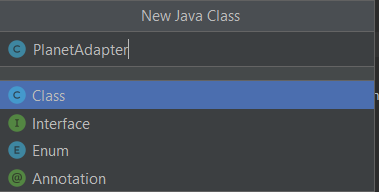 New Java Class
C PlanetAdapter
C Class
I Interface
E Enum
@ Annotation